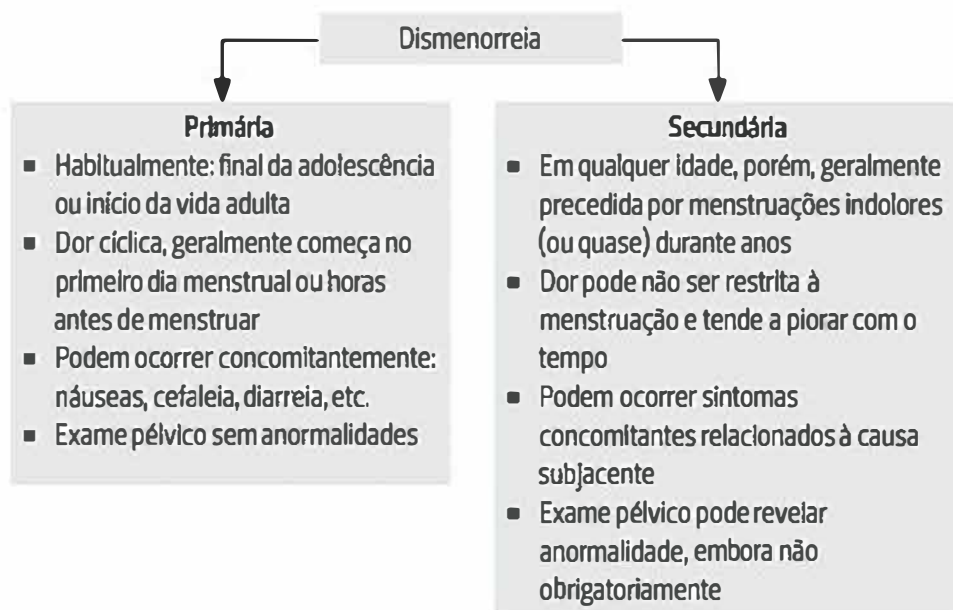 Dismenorreia
Primária
■ Habitualmente: final da adolescência
ou início da vida adulta
■ Dor cíclica, geralmente começa no
primeiro dia menstrual ou horas
antes de menstruar
■ Podem ocorrer concomitantemente:
náuseas, cefaleia, diarreia, etc.
■ Exame pélvico sem anormalidades
Secundária
■ Em qualquer idade, porém, geralmente
precedida por menstruações indolores
(ou quase) durante anos
■ Dor pode não ser restrita à
menstruação e tende a piorar com o
tempo
■ Podem ocorrer sintomas
concomitantes relacionados à causa
subjacente
■ Exame pélvico pode revelar
anormalidade, embora não
obrigatoriamente